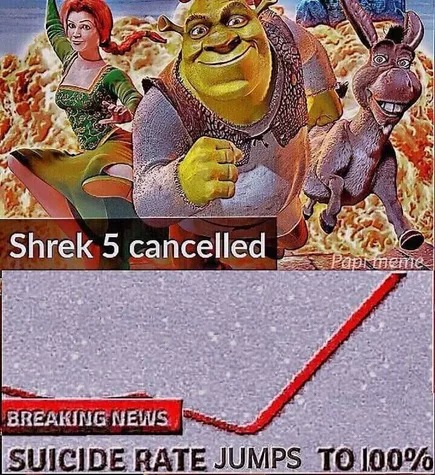 Shrek 5 cancelled
Papi meme
BREAKING NEWS
SUICIDE RATE JUMPS TO 100%